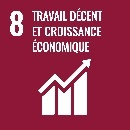 8 TRAVAIL DÉCENT
ET CROISSANCE
ÉCONOMIQUE